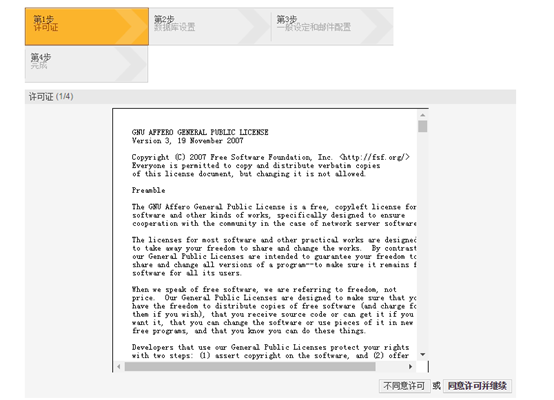 第1步
许可证
第2步
数据库设置
第3步
一般设定和邮件配置
第4步
完成
许可证 (1/4)
GNU AFFERO GENERAL PUBLIC LICENSE
Version 3, 19 November 2007
Copyright (C) 2007 Free Software Foundation, Inc. <http://fsf.org/>
Everyone is permitted to copy and distribute verbatim copies
of this license document, but changing it is not allowed.
Preamble
The GNU Affero General Public License is a free, copyleft license for
software and other kinds of works, specifically designed to ensure
cooperation with the community in the case of network server software
The licenses for most software and other practical works are designed
to take away your freedom to share and change the works.  By contrast
our General Public Licenses are intended to guarantee your freedom to
share and change all versions of a program--to make sure it remains f
software for all its users.
When we speak of free software, we are referring to freedom, not
price.  Our General Public Licenses are designed to make sure that yo
have the freedom to distribute copies of free software (and charge fo
them if you wish), that you receive source code or can get it if you
want it, that you can change the software or use pieces of it in new
free programs, and that you know you can do these things.
Developers that use our General Public Licenses protect your rights
with two steps: (1) assert copyright on the software, and (2) offer
不同意许可 或 同意许可并继续